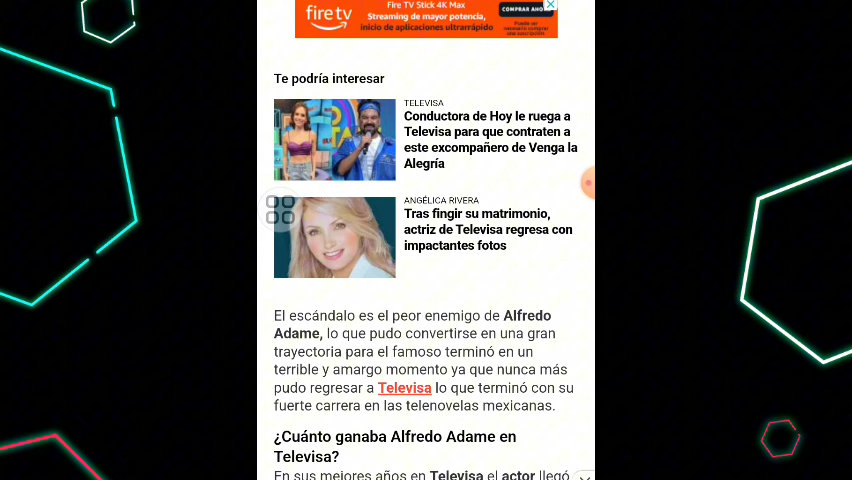 fire tv
Fire TV Stick 4K Max
Streaming de mayor potencia,
inicio de aplicaciones ultrarrápido
COMPRAR AHORA
Te podría interesar
TELEVISA
Conductora de Hoy le ruega a
Televisa para que contraten a
este excompañero de Venga la
Alegría
ANGÉLICA RIVERA
Tras fingir su matrimonio,
actriz de Televisa regresa con
impactantes fotos
El escándalo es el peor enemigo de Alfredo
Adame, lo que pudo convertirse en una gran
trayectoria para el famoso terminó en un
terrible y amargo momento ya que nunca más
pudo regresar a Televisa lo que terminó con su
fuerte carrera en las telenovelas mexicanas.
¿Cuánto ganaba Alfredo Adame en
Televisa?
En sus mejores años en Televisa el actor llegó